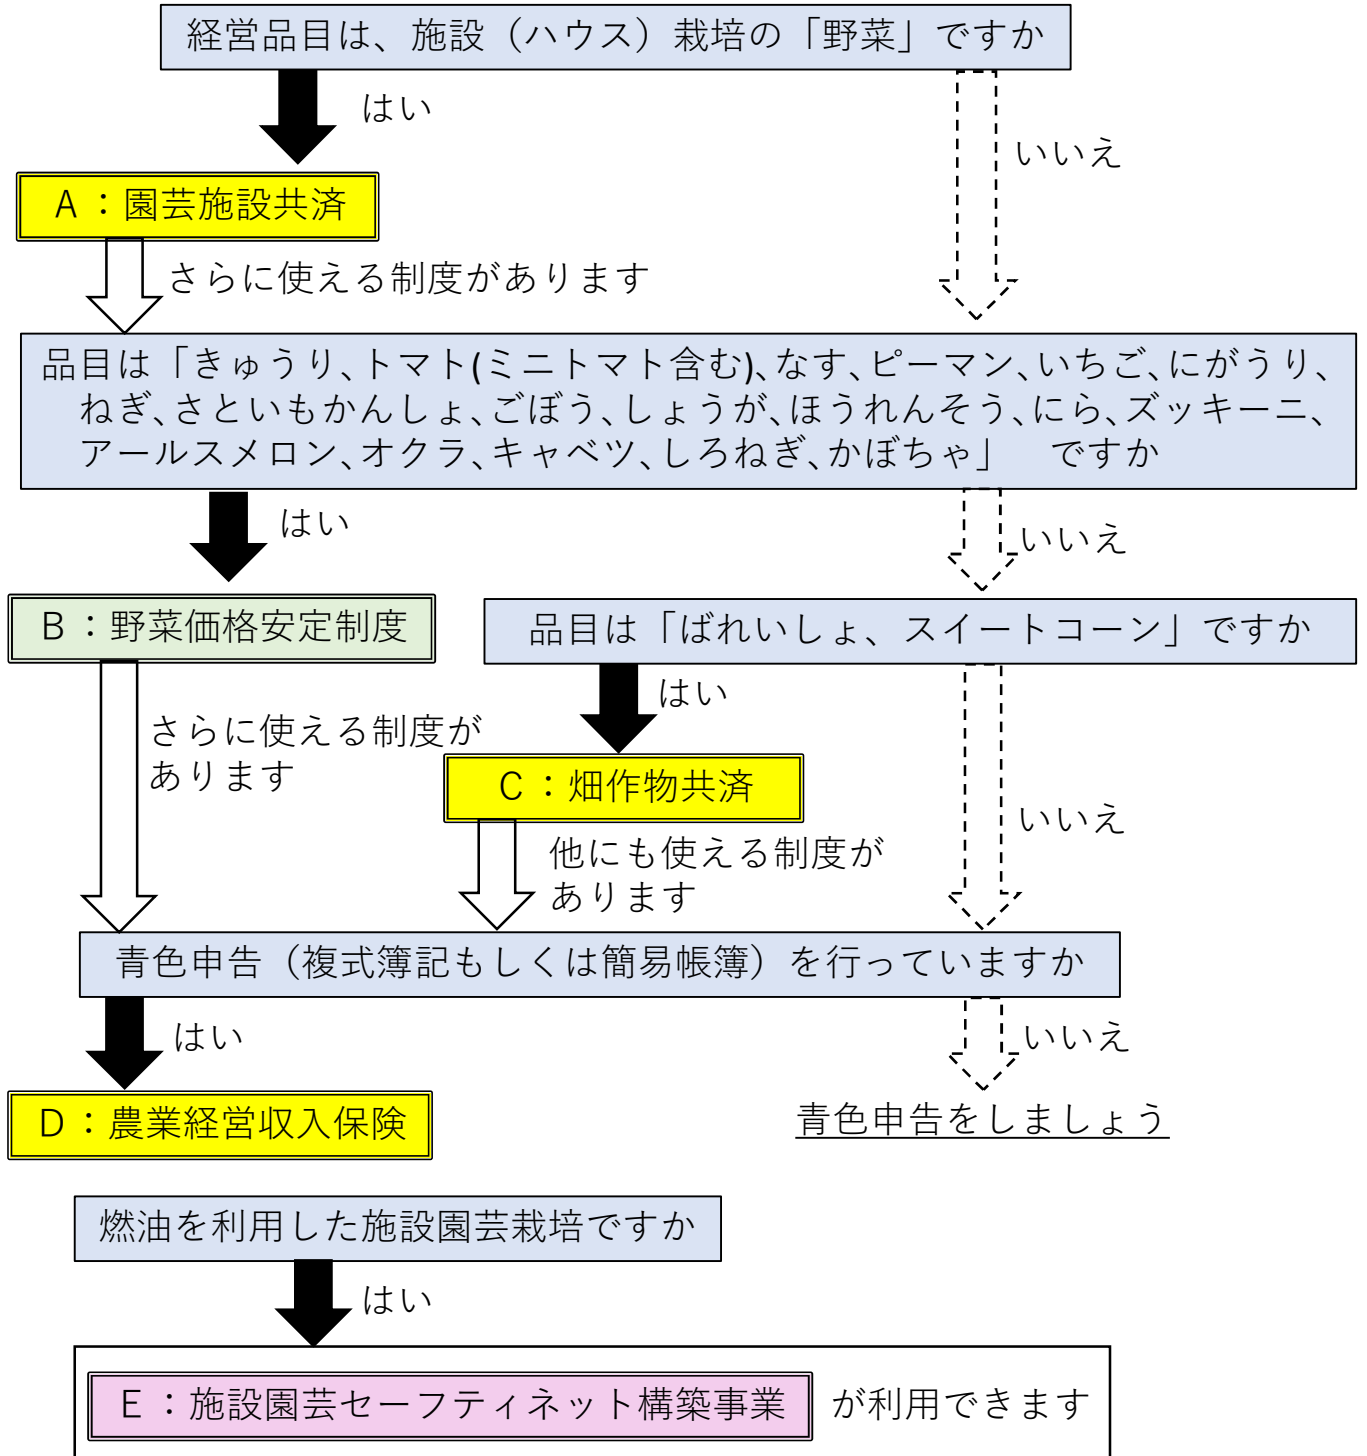 経営品目は、施設（ハウス）栽培の「野菜」ですか
はい
いいえ
Ａ：園芸施設共済
さらに使える制度があります
品目は「きゅうり、トマト(ミニトマト含む)、なす、ピーマン、いちご、にがうり、
ねぎ、さといもかんしょ、ごぼう、しょうが、ほうれんそう、にら、ズッキーニ、
アールスメロン、オクラ、キャベツ、しろねぎ、かぼちゃ」　ですか
はい
いいえ
Ｂ：野菜価格安定制度
品目は「ばれいしょ、スイートコーン」ですか
はい
さらに使える制度が
あります
Ｃ：畑作物共済
いいえ
他にも使える制度が
あります
青色申告（複式簿記もしくは簡易帳簿）を行っていますか
はい
いいえ
Ｄ：農業経営収入保険
青色申告をしましょう
燃油を利用した施設園芸栽培ですか
はい
Ｅ：施設園芸セーフティネット構築事業 が利用できます